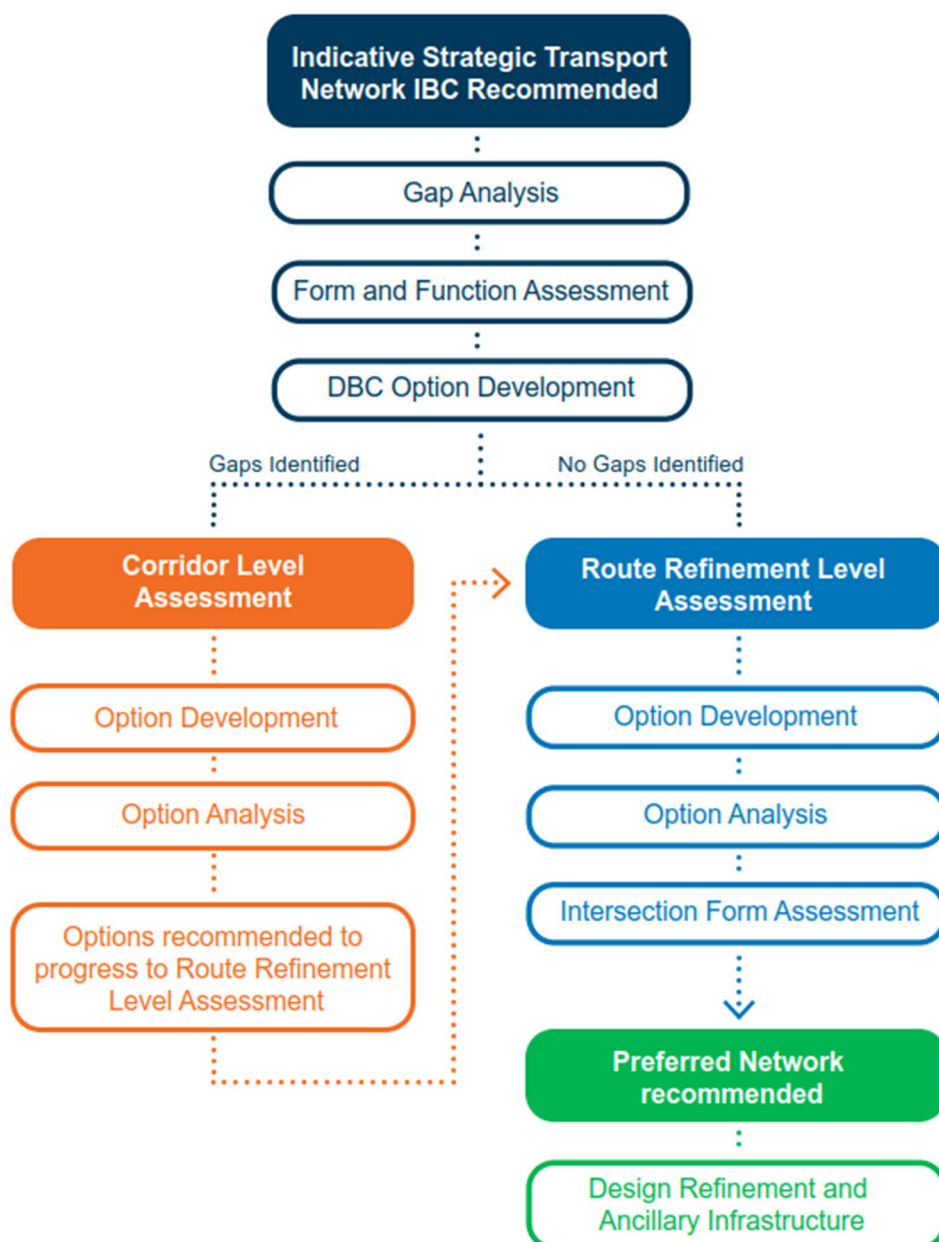 Indicative Strategic Transport
Network IBC Recommended
Gap Analysis
Form and Function Assessment
DBC Option Development
Gaps Identified
No Gaps Identified
Corridor Level
Assessment
Option Development
Option Analysis
Options recommended to
progress to Route Refinement
Level Assessment
Route Refinement Level
Assessment
Option Development
Option Analysis
Intersection Form Assessment
Preferred Network
recommended
Design Refinement and
Ancillary Infrastructure